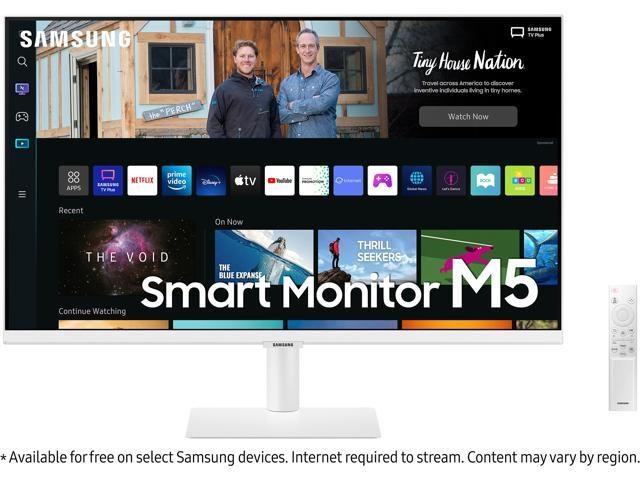 SAMSUNG
SAMSUNG
TV Plus
Tiny House Nation
Travel across America to discover
inventive individuals living in tiny homes.
the "PERCH"
Watch Now
Sponsored
APPS
SAMSUNG
TV Plus
NETFLIX
prime
video
Disney+
tv
YouTube
PROMOTION
Internet
Global News
Let's Dance
BOOK
KIDS
Recent
On Now
THE VOID
THE
BLUE EXPANSE
THRILL
SEEKERS
Smart Monitor M5
Continue Watching
SAMSUNG
SAMSUNG
* Available for free on select Samsung devices. Internet required to stream. Content may vary by region.